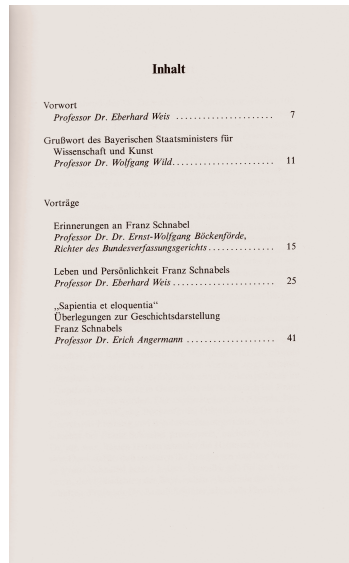 Inhalt
Vorwort
Professor Dr. Eberhard Weis ...................... 7
Grußwort des Bayerischen Staatsministers für
Wissenschaft und Kunst
Professor Dr. Wolfgang Wild...................... 11
Vorträge
Erinnerungen an Franz Schnabel
Professor Dr. Dr. Ernst-Wolfgang Böckenförde,
Richter des Bundesverfassungsgerichts............... 15
Leben und Persönlichkeit Franz Schnabels
Professor Dr. Eberhard Weis...................... 25
„Sapientia et eloquentia“
Überlegungen zur Geschichtsdarstellung
Franz Schnabels
Professor Dr. Erich Angermann .................... 41